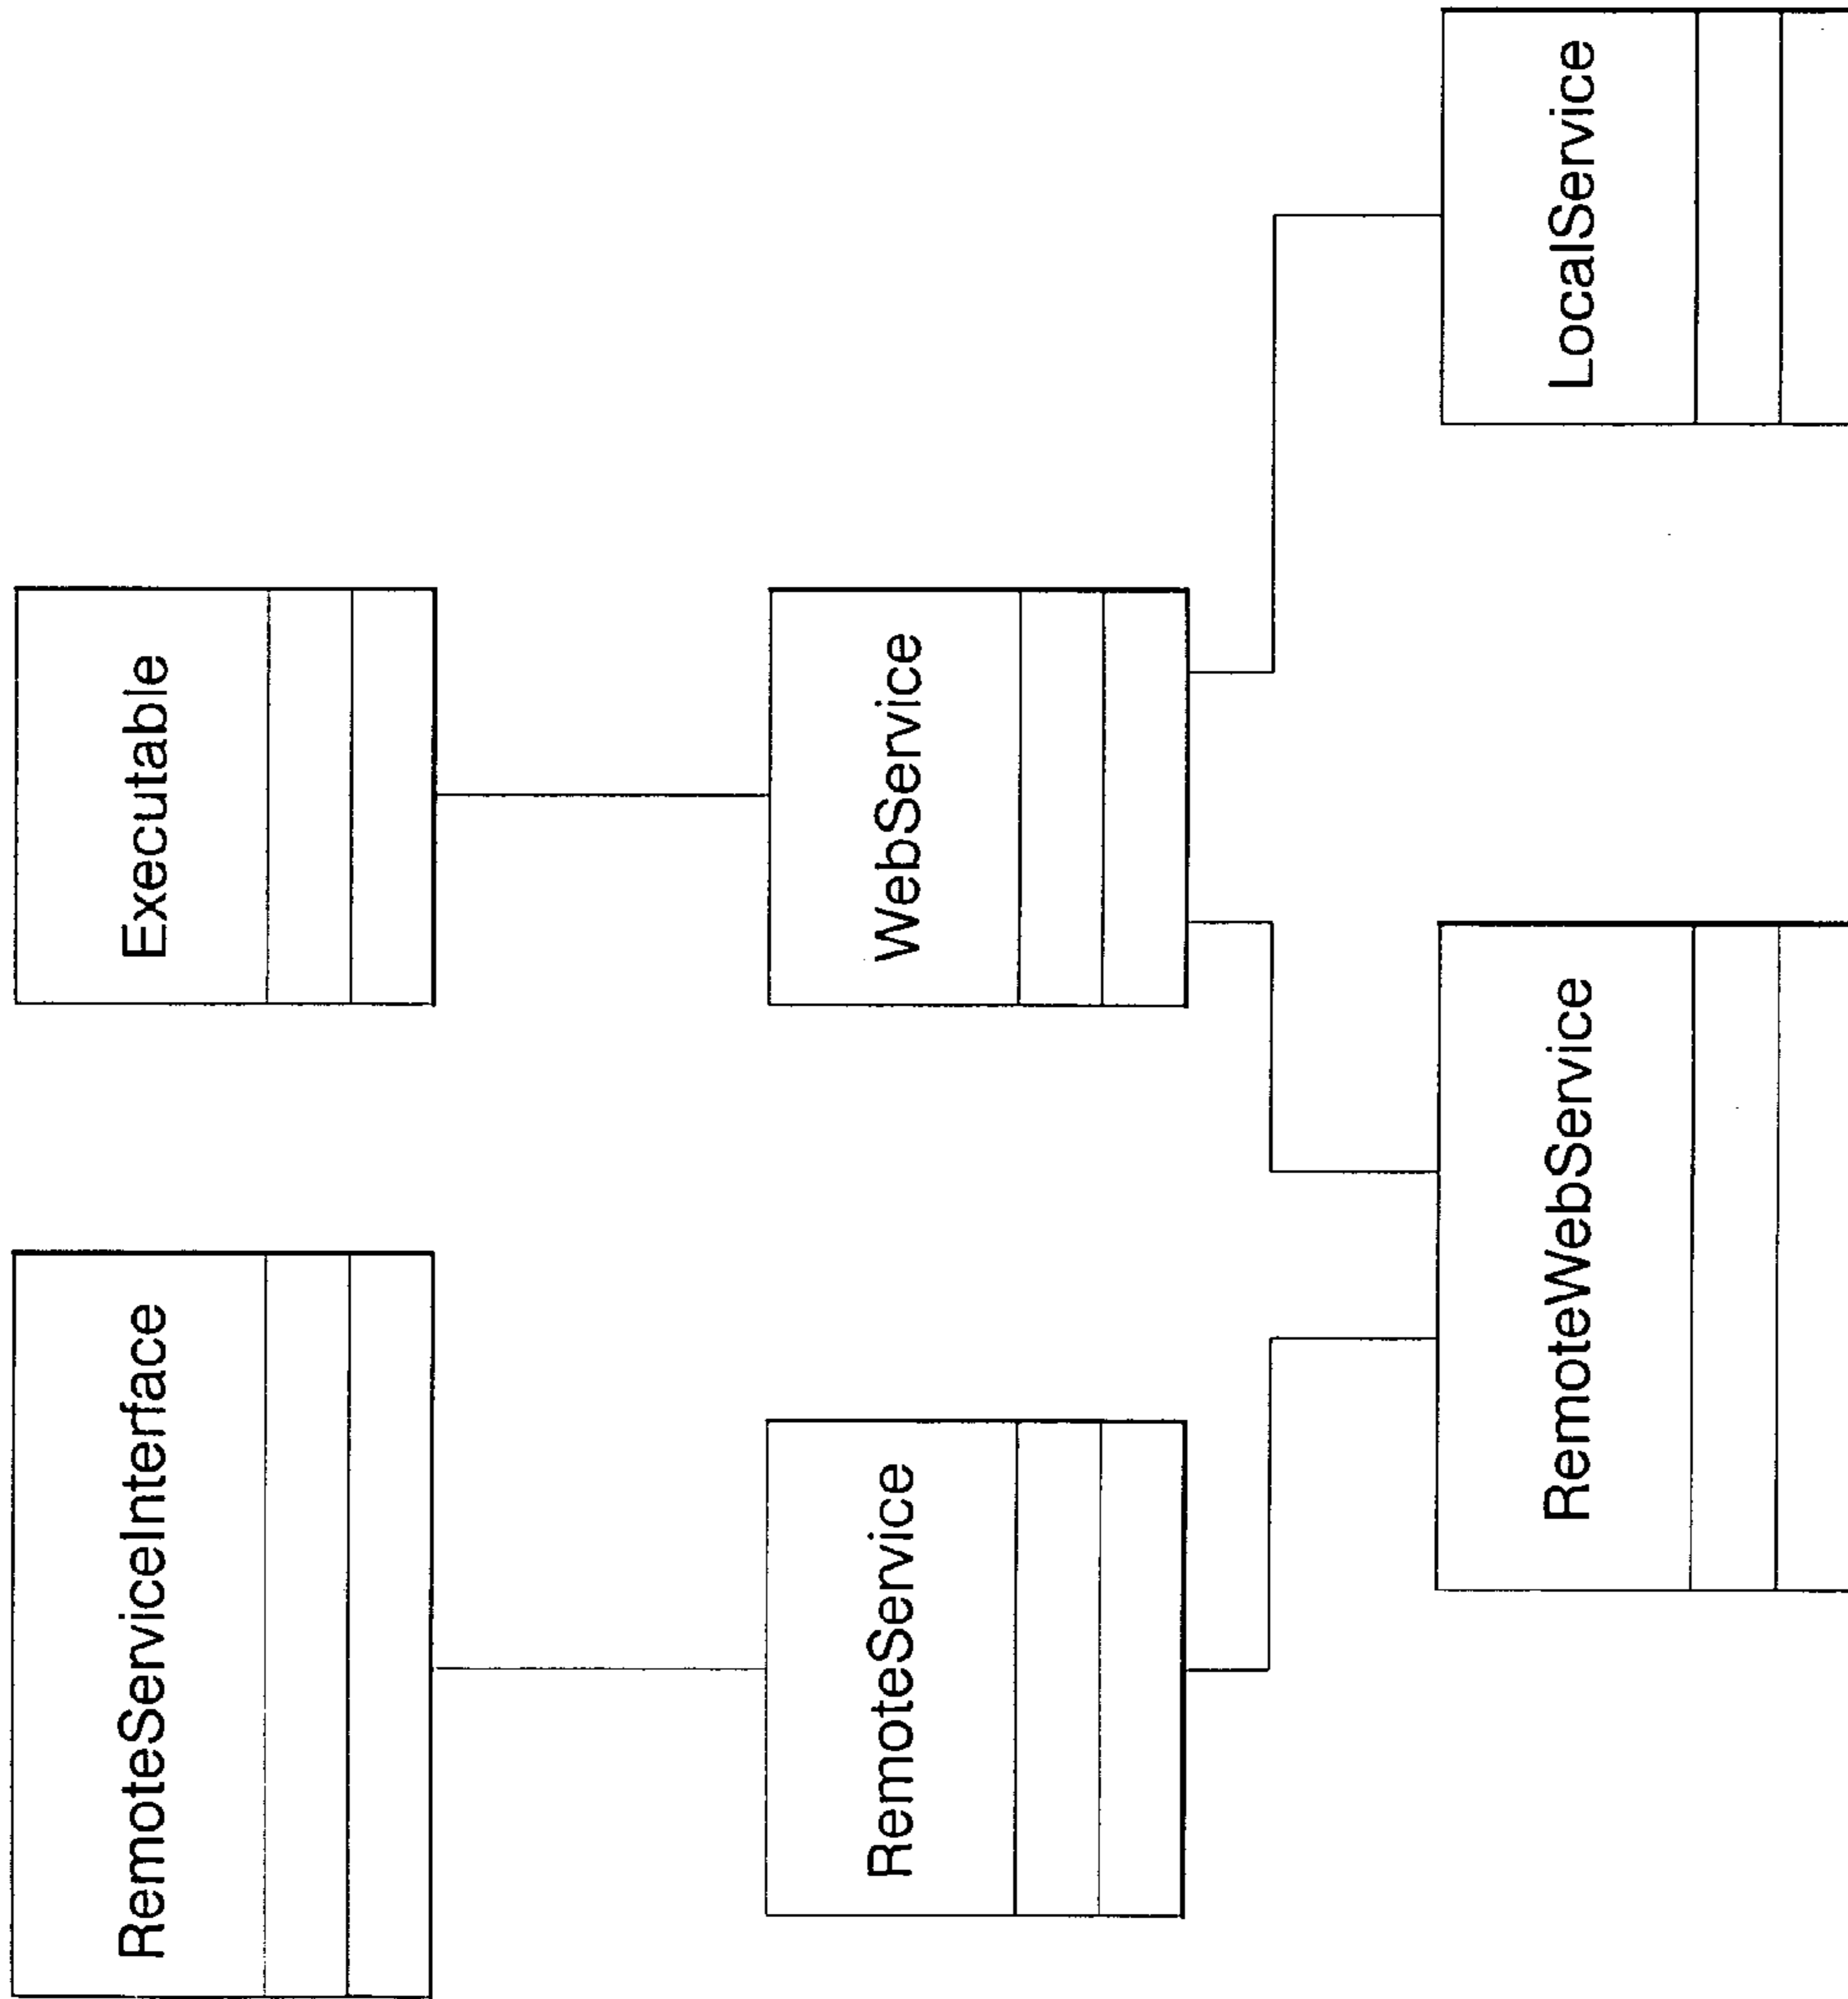 RemoteServiceInterface
Executable
RemoteService
WebService
RemoteWebService
LocalService